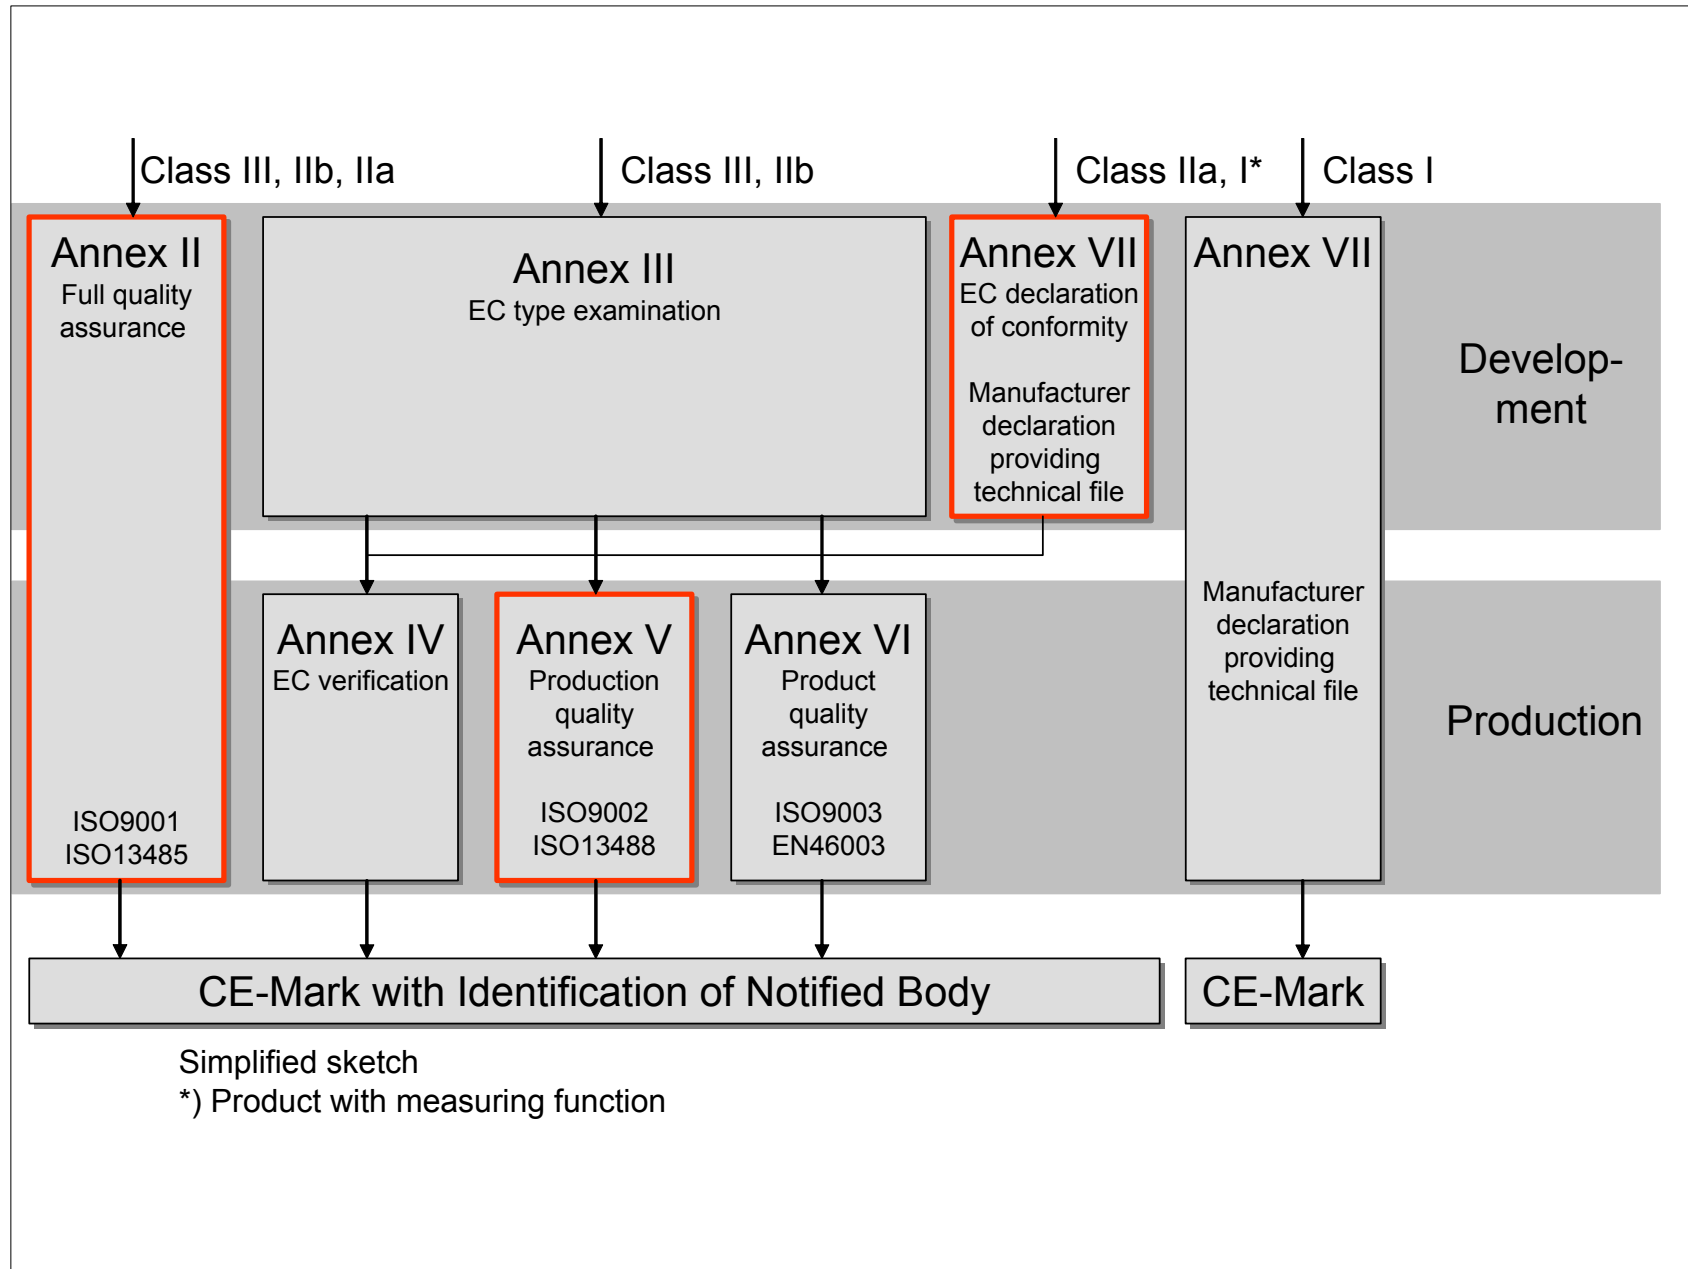 Class III, IIb, IIa
Class III, IIb
Class IIa, I*
Class I
Annex II
Full quality
assurance
Annex III
EC type examination
Annex VII
EC declaration
of conformity
Manufacturer
declaration
providing
technical file
Annex VII
Manufacturer
declaration
providing
technical file
Develop-
ment
ISO9001
ISO13485
Annex IV
EC verification
Annex V
Production
quality
assurance
ISO9002
ISO13488
Annex VI
Product
quality
assurance
ISO9003
EN46003
Production
CE-Mark with Identification of Notified Body
CE-Mark
Simplified sketch
*) Product with measuring function